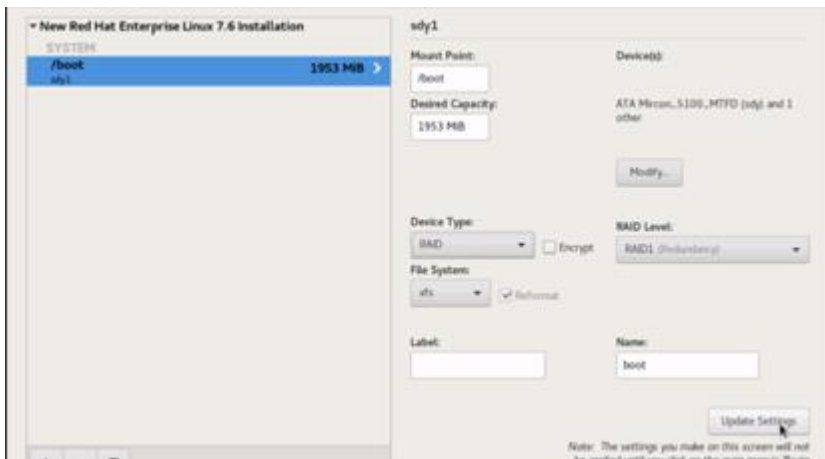 New Red Hat Enterprise Linux 7.6 Installation
SYSTEM
/boot 1953 MiB
sdy1
sdy1
Mount Point:
/boot
Device(s):
Desired Capacity:
1953 MiB
ATA Mircon_5100_MTFD (sdy) and 1
other
Modify...
Device Type:
RAID
Encrypt
RAID Level:
RAID1 (Redundancy)
File System:
xfs
Reformat
Label:
Name:
boot
Update Settings
Note: The settings you make on this screen will not